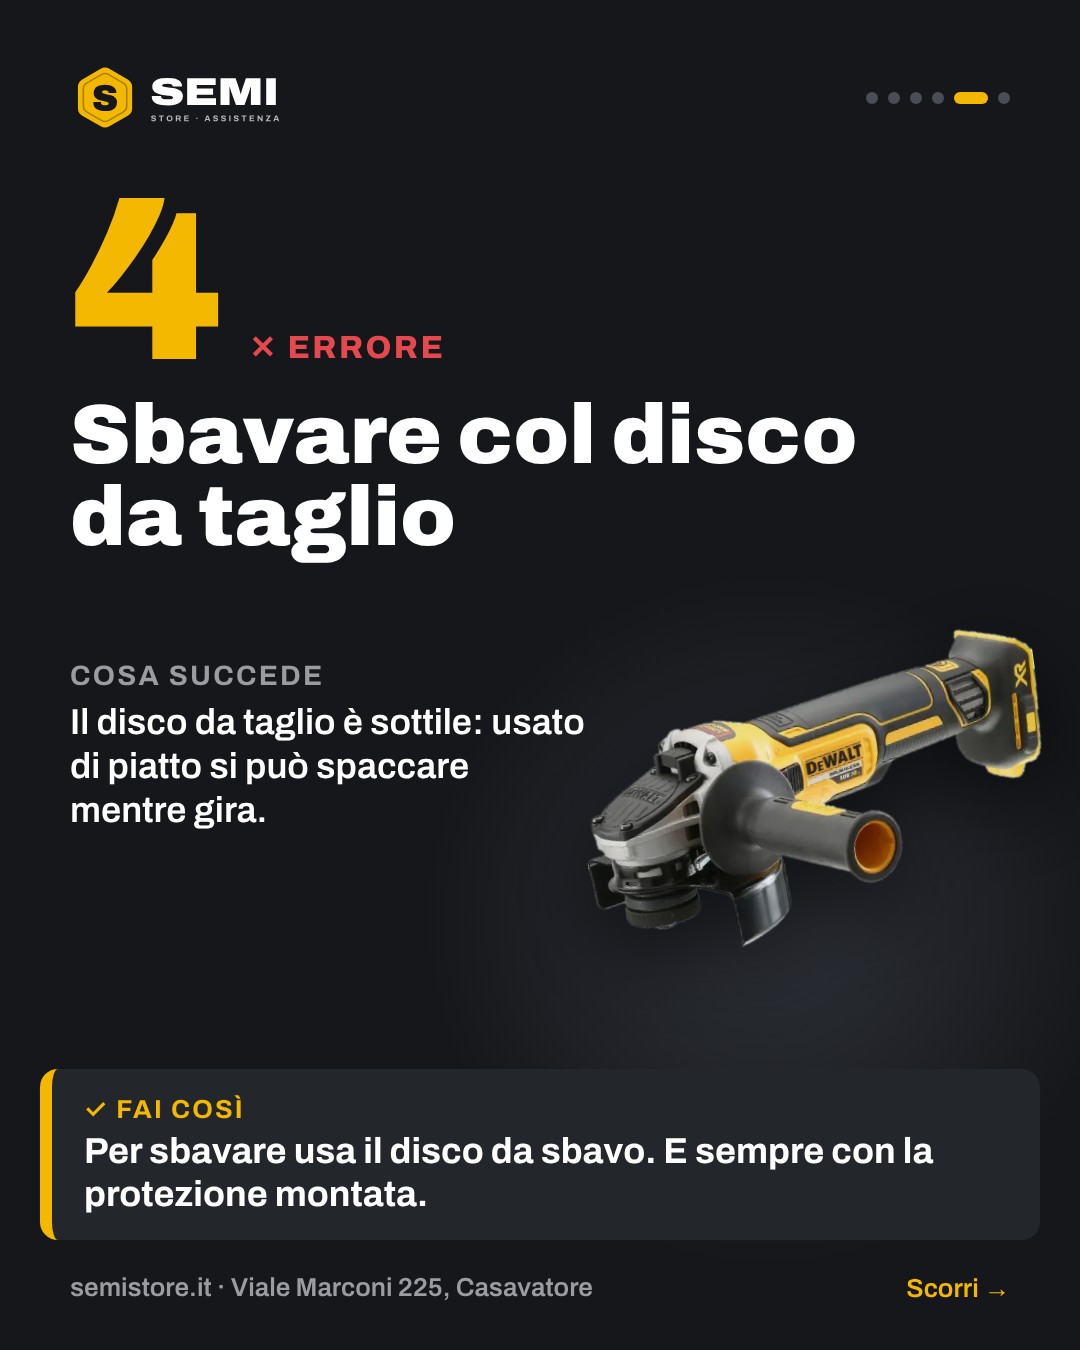 S
SEMI
STORE · ASSISTENZA
4
✕ ERRORE
Sbavare col disco
da taglio
COSA SUCCEDE
Il disco da taglio è sottile: usato
di piatto si può spaccare
mentre gira.
XR
DEWALT
✓ FAI COSÌ
Per sbavare usa il disco da sbavo. E sempre con la
protezione montata.
semistore.it · Viale Marconi 225, Casavatore
Scorri →